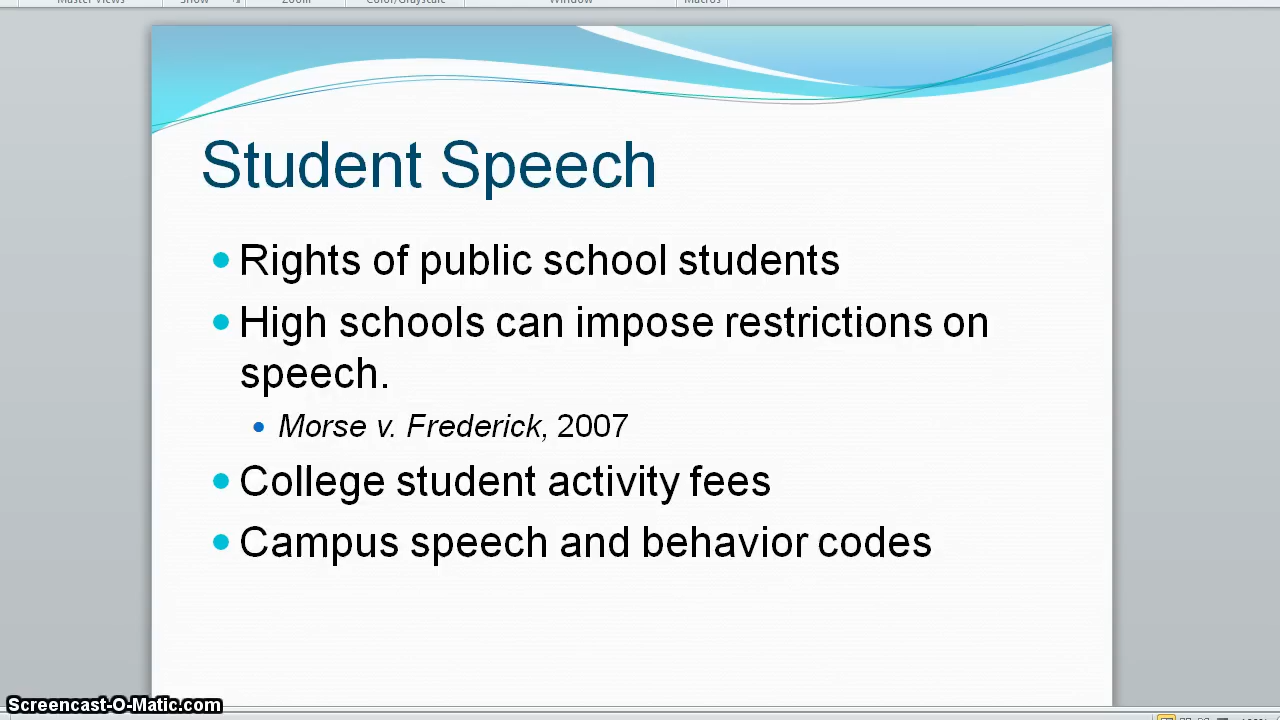 Master Views Show Zoom Color/Grayscale Window Macros
Student Speech
Rights of public school students
High schools can impose restrictions on
speech.
Morse v. Frederick, 2007
College student activity fees
Campus speech and behavior codes
Screencast-O-Matic.com